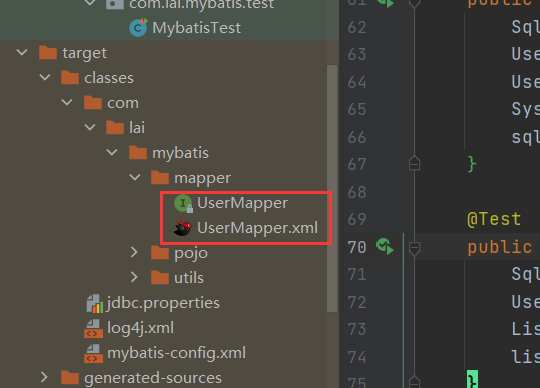 com.lai.mybatis.test
MybatisTest
target
classes
com
lai
mybatis
mapper
UserMapper
UserMapper.xml
pojo
utils
jdbc.properties
log4j.xml
mybatis-config.xml
generated-sources
61 public
62 Sql
63 Use
64 Use
65 Sys
66 sql
67 }
68
69 @Test
70 public
71 Sql
72 Use
73 Lis
74 lis
75 }